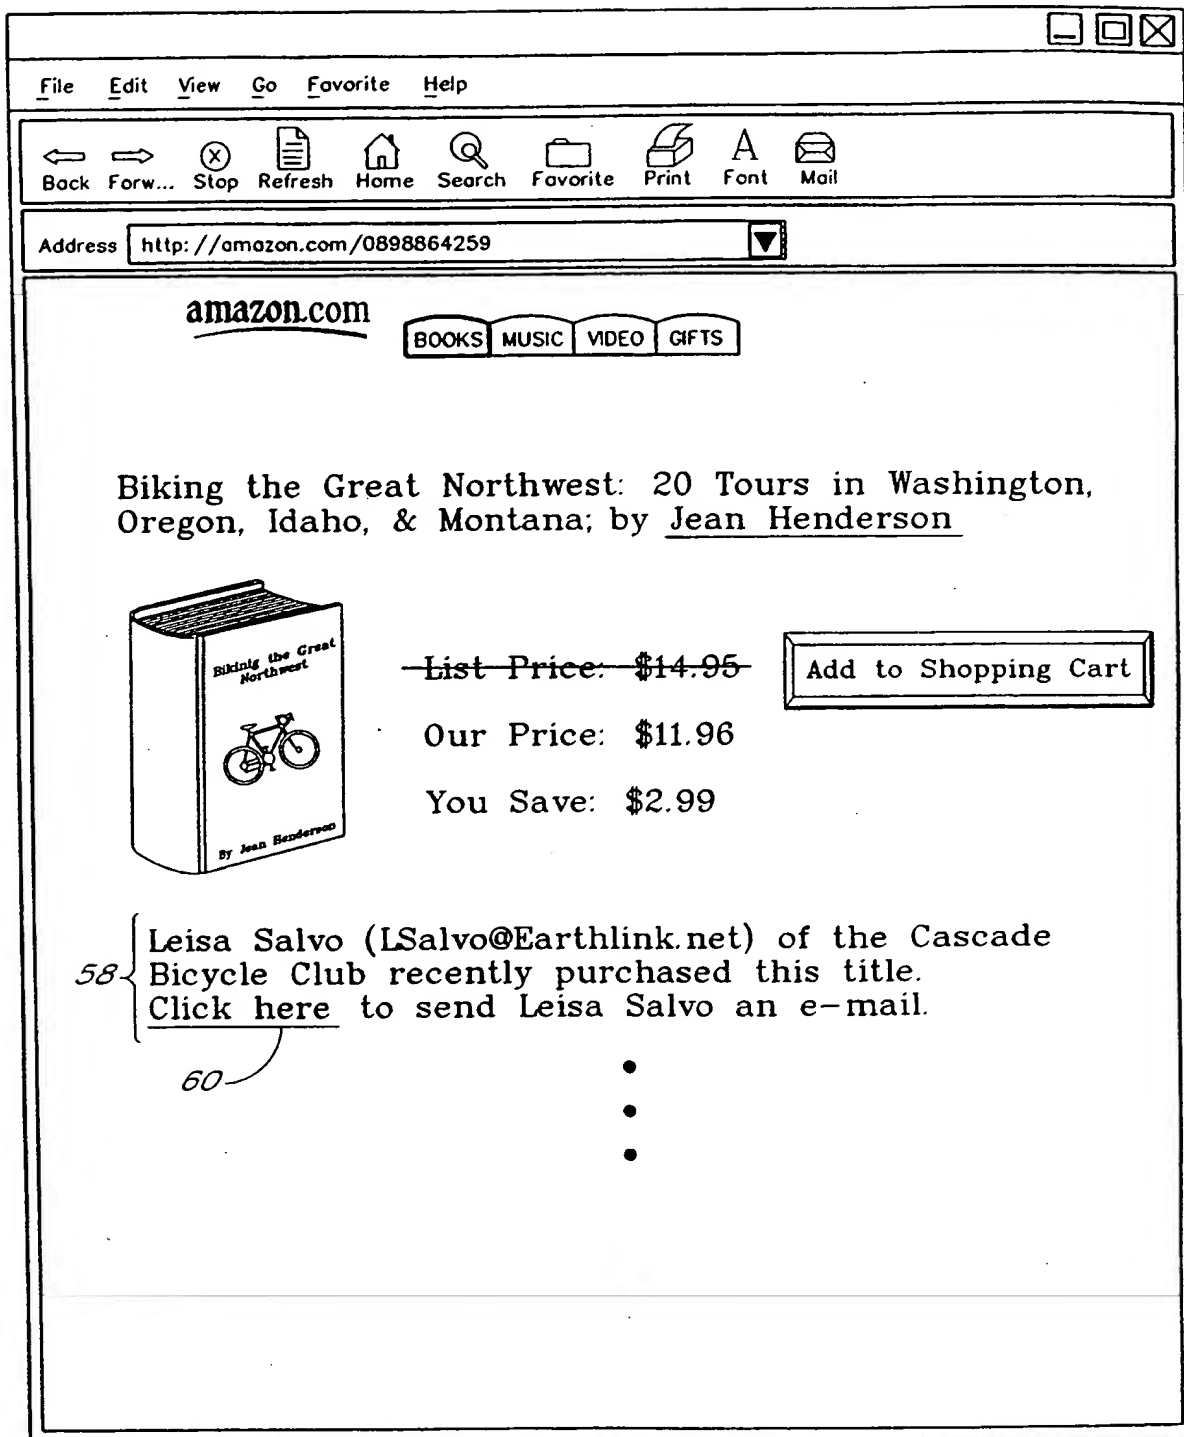 File Edit View Go Favorite Help
Back Forw... Stop Refresh Home Search Favorite Print A Font Mail
Address http://amazon.com/0898864259
amazon.com
BOOKS MUSIC VIDEO GIFTS
Biking the Great Northwest: 20 Tours in Washington,
Oregon, Idaho, & Montana; by Jean Henderson
Bikinig the Great
Northwest
By Jean Henderson
List Price: $14.95
Add to Shopping Cart
Our Price: $11.96
You Save: $2.99
58
Leisa Salvo (LSalvo@Earthlink.net) of the Cascade
Bicycle Club recently purchased this title.
Click here to send Leisa Salvo an e-mail.
60